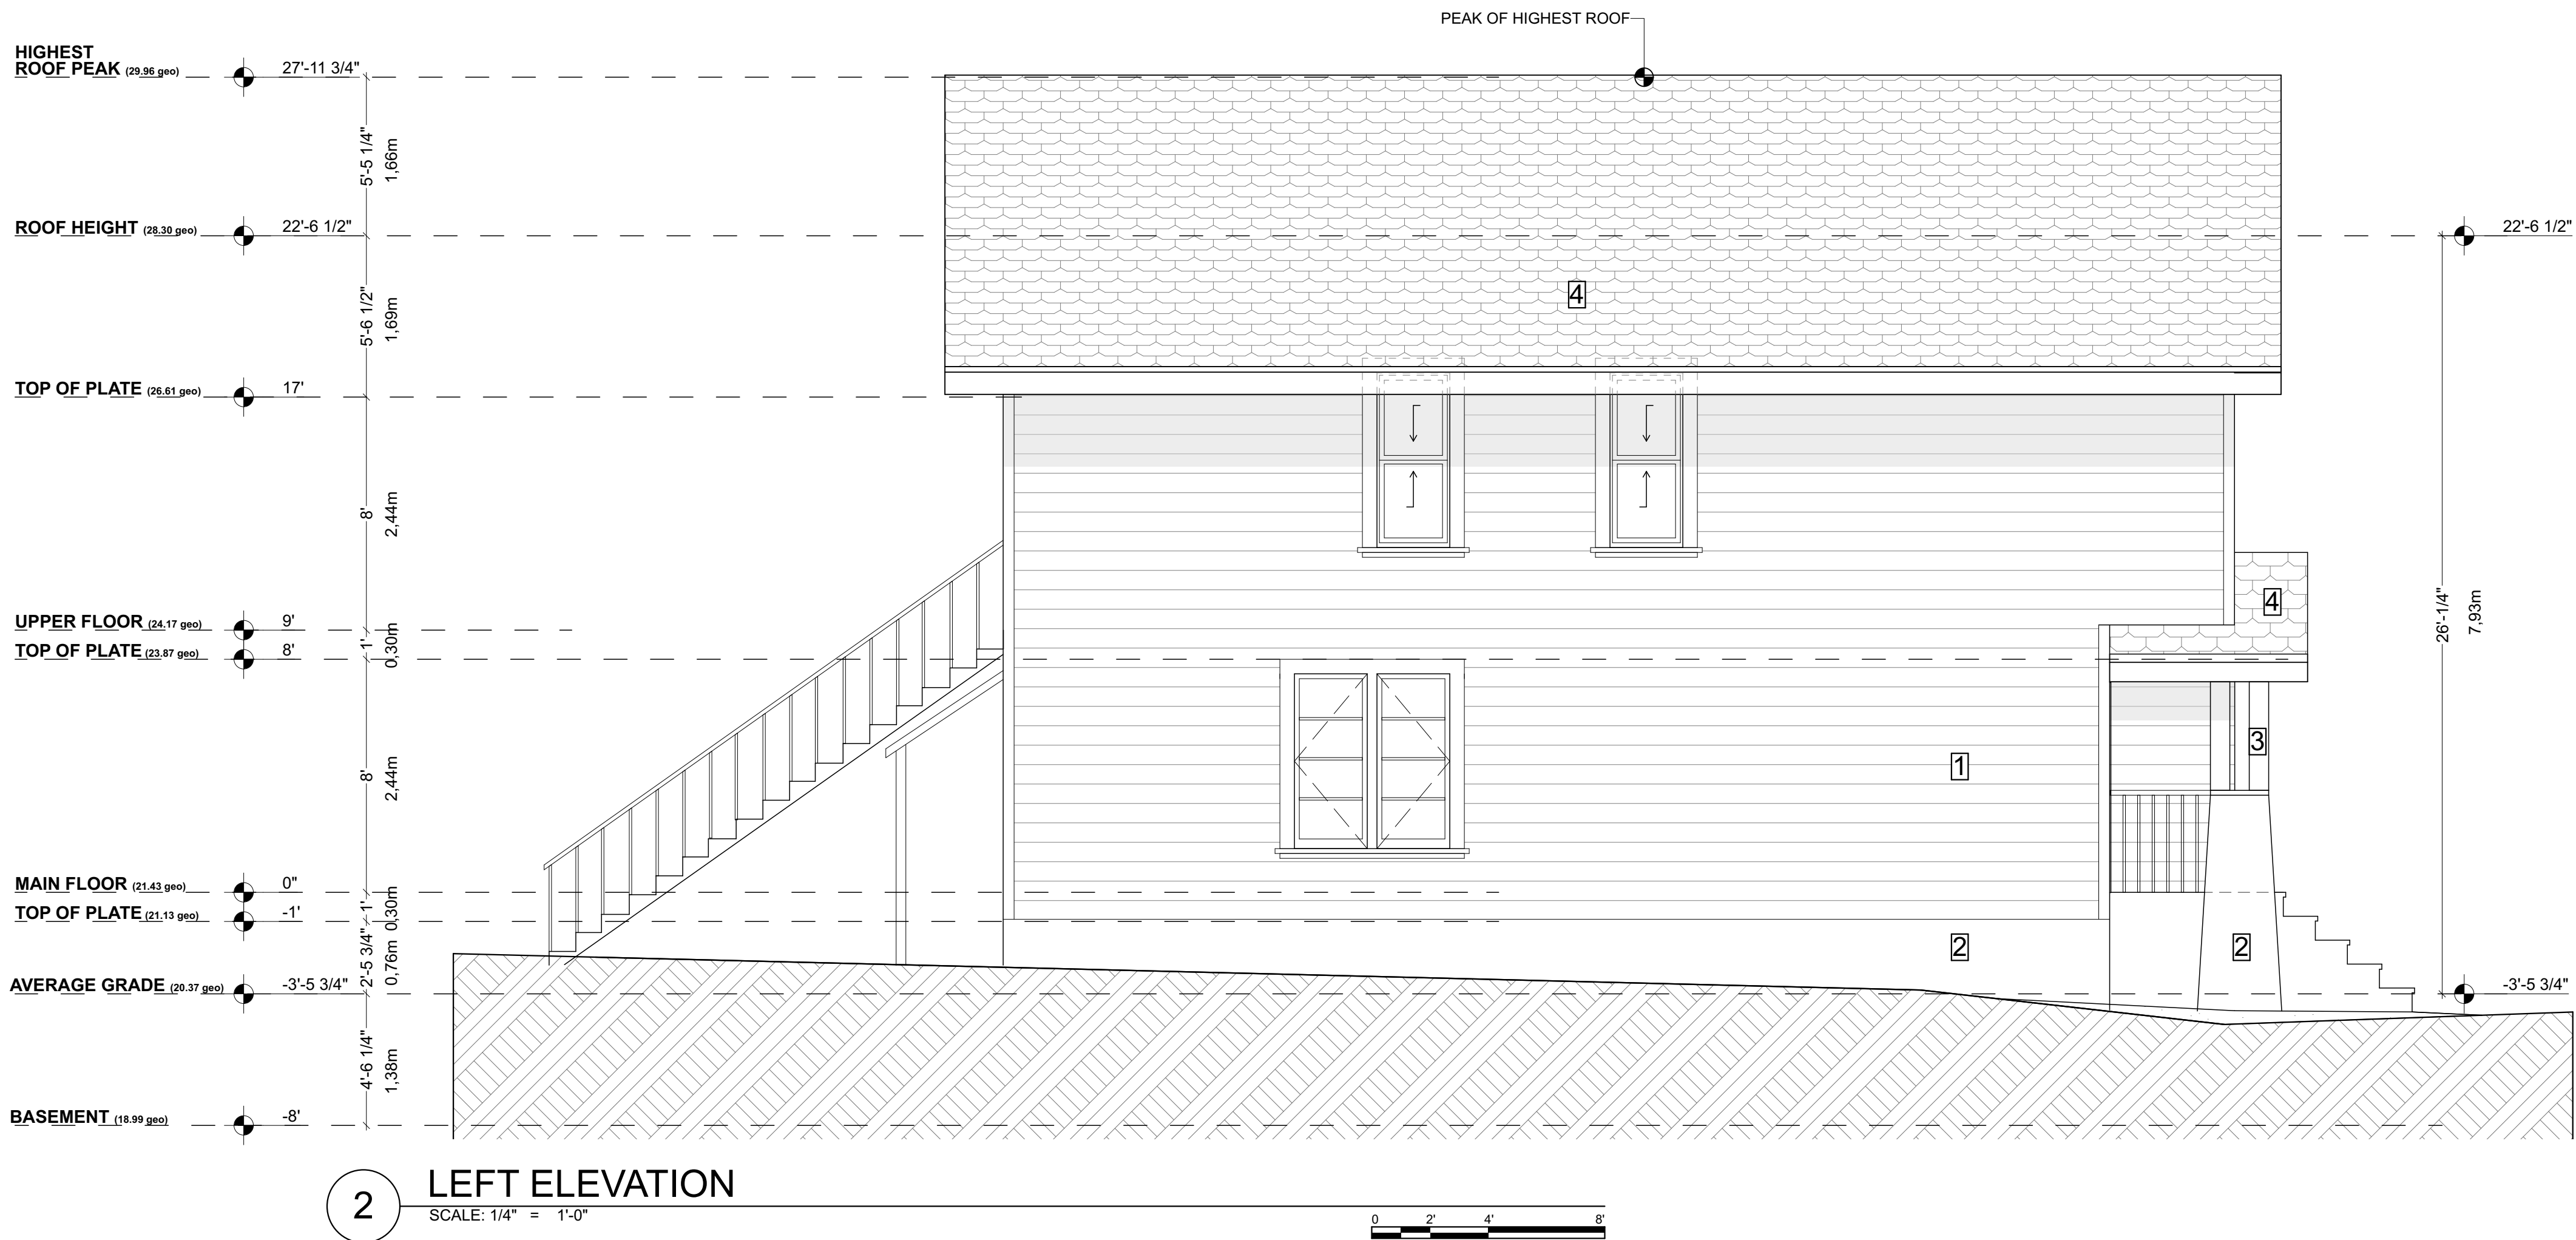 PEAK OF HIGHEST ROOF
HIGHEST
ROOF PEAK (29.96 geo) 27'-11 3/4"
5'-5 1/4"
1,66m
ROOF HEIGHT (28.30 geo) 22'-6 1/2"
22'-6 1/2"
4
5'-6 1/2"
1,69m
TOP OF PLATE (26.61 geo) 17'
8'
2,44m
UPPER FLOOR (24.17 geo) 9'
1'
0,30m
TOP OF PLATE (23.87 geo) 8'
4
26'-1/4"
7,93m
8'
2,44m
3
1
MAIN FLOOR (21.43 geo) 0"
1'
0,30m
TOP OF PLATE (21.13 geo) -1'
2'-5 3/4"
0,76m
2
2
AVERAGE GRADE (20.37 geo) -3'-5 3/4"
-3'-5 3/4"
4'-6 1/4"
1,38m
BASEMENT (18.99 geo) -8'
2
LEFT ELEVATION
SCALE: 1/4" = 1'-0"
0 2' 4' 8'